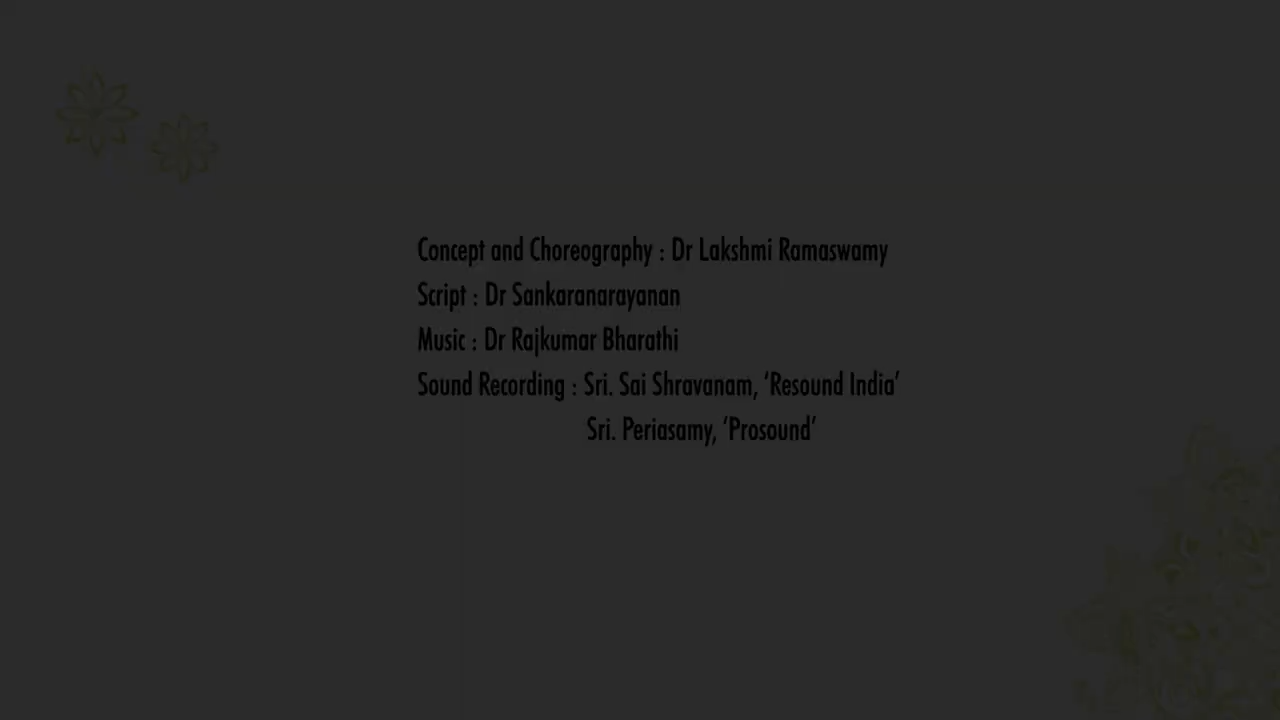 Concept and Choreography : Dr Lakshmi Ramaswamy
Script : Dr Sankaranarayanan
Music : Dr Rajkumar Bharathi
Sound Recording : Sri. Sai Shravanam, ‘Resound India’
Sri. Periasamy, ‘Prosound’